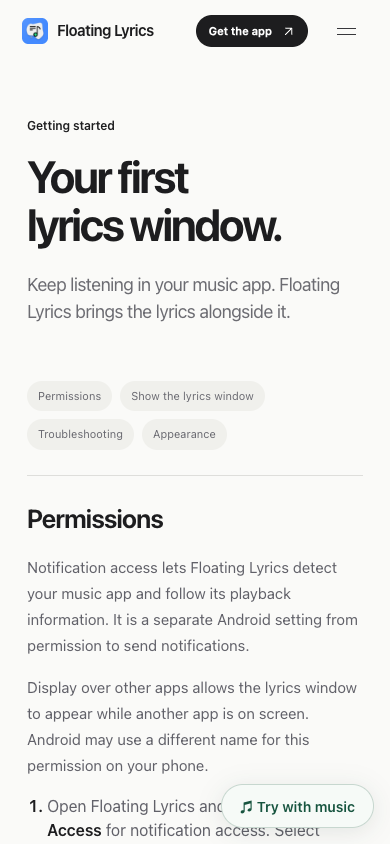 Floating Lyrics
Get the app
Getting started
Your first
lyrics window.
Keep listening in your music app. Floating
Lyrics brings the lyrics alongside it.
Permissions
Show the lyrics window
Troubleshooting
Appearance
Permissions
Notification access lets Floating Lyrics detect
your music app and follow its playback
information. It is a separate Android setting from
permission to send notifications.
Display over other apps allows the lyrics window
to appear while another app is on screen.
Android may use a different name for this
permission on your phone.
1. Open Floating Lyrics and
Access for notification access. Select
Try with music